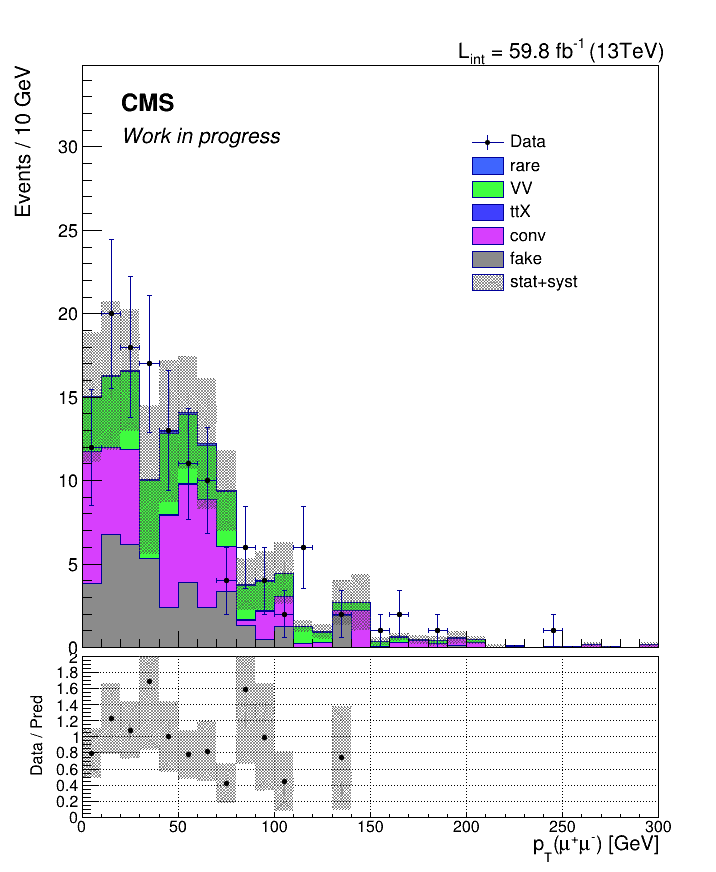 L_int = 59.8 fb^-1 (13TeV)
Events / 10 GeV
CMS
Work in progress
Data
rare
VV
ttX
conv
fake
stat+syst
30
25
20
15
10
5
0
Data / Pred
2
1.8
1.6
1.4
1.2
1
0.8
0.6
0.4
0.2
0
0 50 100 150 200 250 300
p_T(μ⁺μ⁻) [GeV]